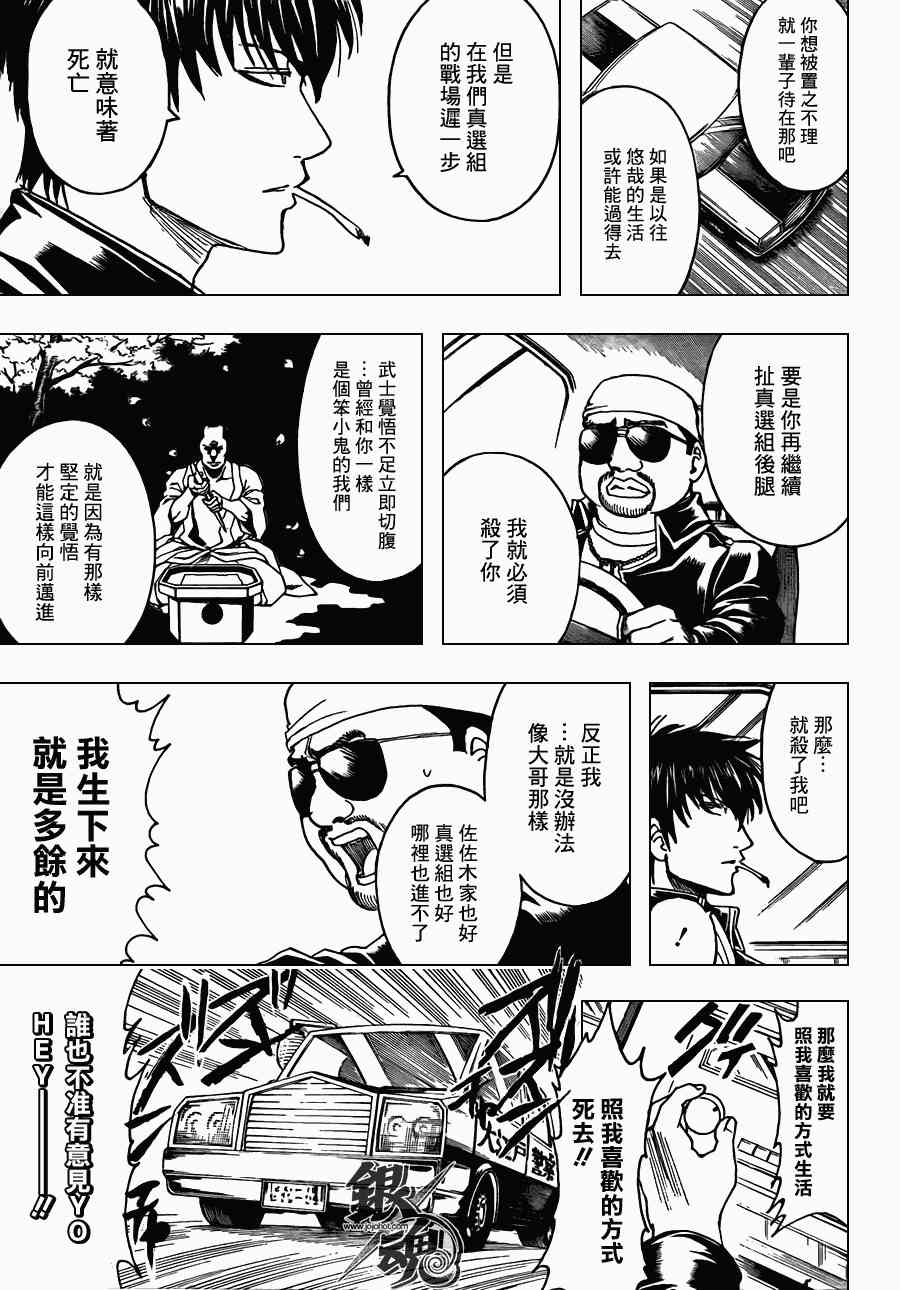 你想被置之不理
就一輩子待在那吧
如果是以往
悠哉的生活
或許能過得去
但是
在我們真選組
的戰場遲一步
就意味著
死亡
要是你再繼續
扯真選組後腿
我就必須
殺了你
武士覺悟不足立即切腹
…曾經和你一樣
是個笨小鬼的我們
就是因為有那樣
堅定的覺悟
才能這樣向前邁進
那麼…
就殺了我吧
!
反正我
…就是沒辦法
像大哥那樣
佐佐木家也好
真選組也好
哪裡也進不了
我生下來
就是多餘的
那麼我就要
照我喜歡的方式生活
グッ
照我喜歡的方式
死去!!
大江戶
警察
誰也不准有意見YO
HEY——!!
銀魂
www.jojohot.com